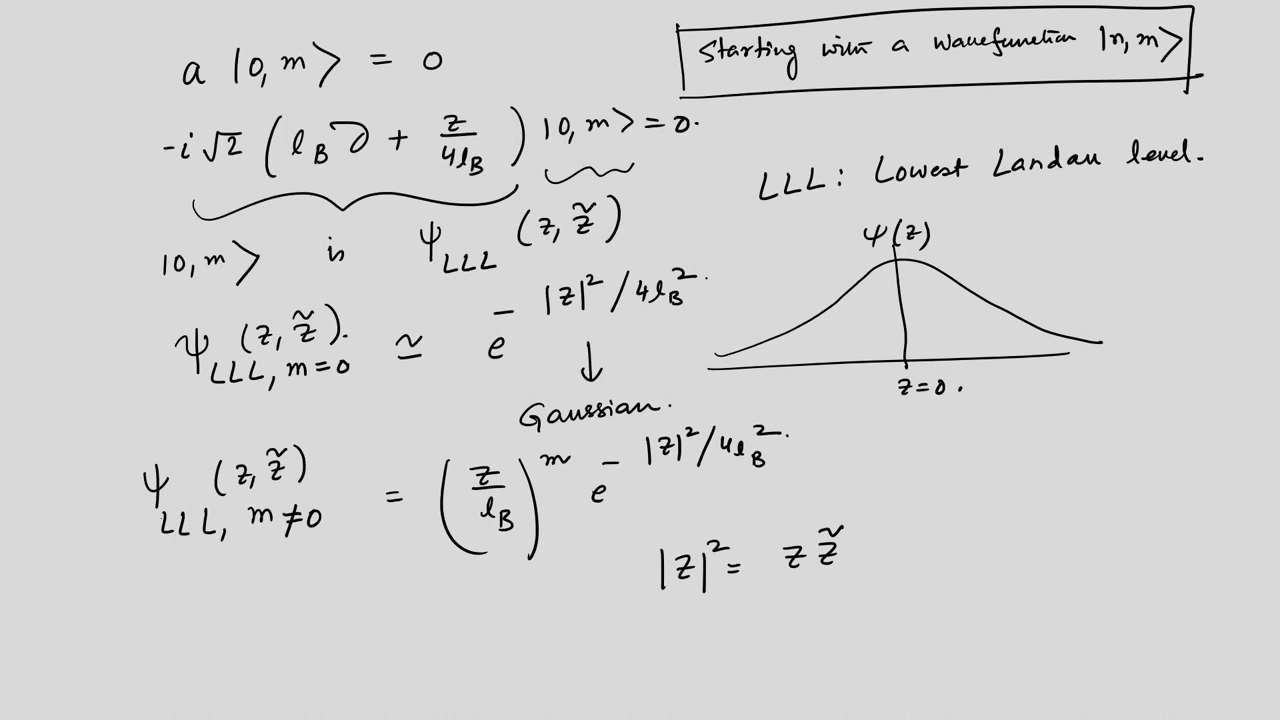 Starting with a wavefunction |n, m>
a |0, m> = 0
-i √2 ( l_B ∂ + z/4l_B ) |0, m> = 0.
LLL : Lowest Landau level.
|0, m> is ψ_LLL (z, z̃)
ψ(z)
ψ_LLL, m=0 (z, z̃). ≃ e^-|z|²/4l_B².
z=0.
↓
Gaussian.
ψ_LLL, m≠0 (z, z̃) = (z/l_B)^m e^-|z|²/4l_B².
|z|² = z z̃